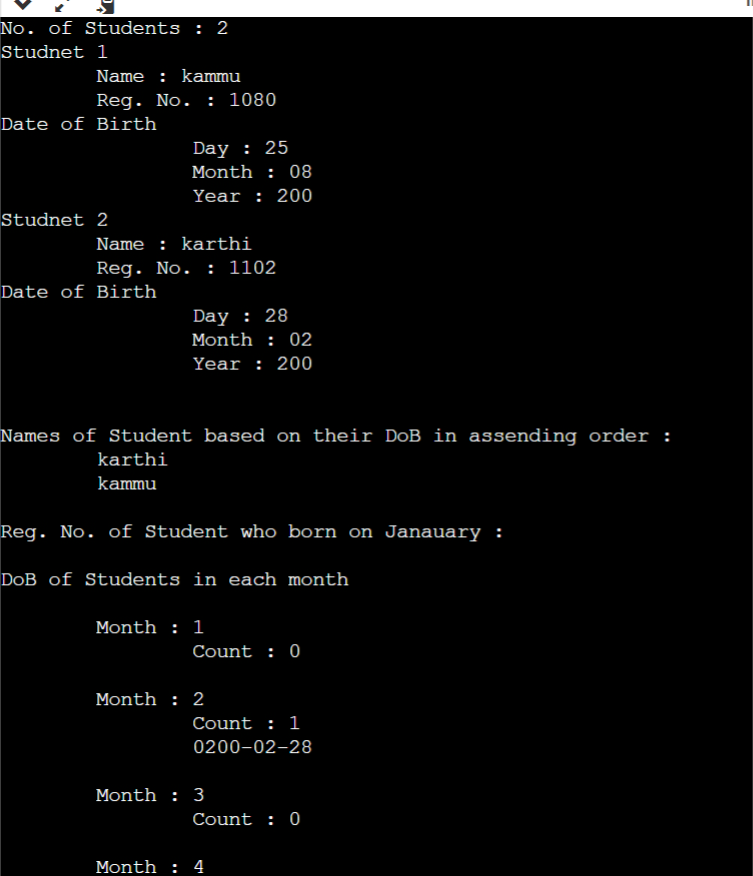 No. of Students : 2
Studnet 1
Name : kammu
Reg. No. : 1080
Date of Birth
Day : 25
Month : 08
Year : 200
Studnet 2
Name : karthi
Reg. No. : 1102
Date of Birth
Day : 28
Month : 02
Year : 200
Names of Student based on their DoB in assending order :
karthi
kammu
Reg. No. of Student who born on Janauary :
DoB of Students in each month
Month : 1
Count : 0
Month : 2
Count : 1
0200-02-28
Month : 3
Count : 0
Month : 4